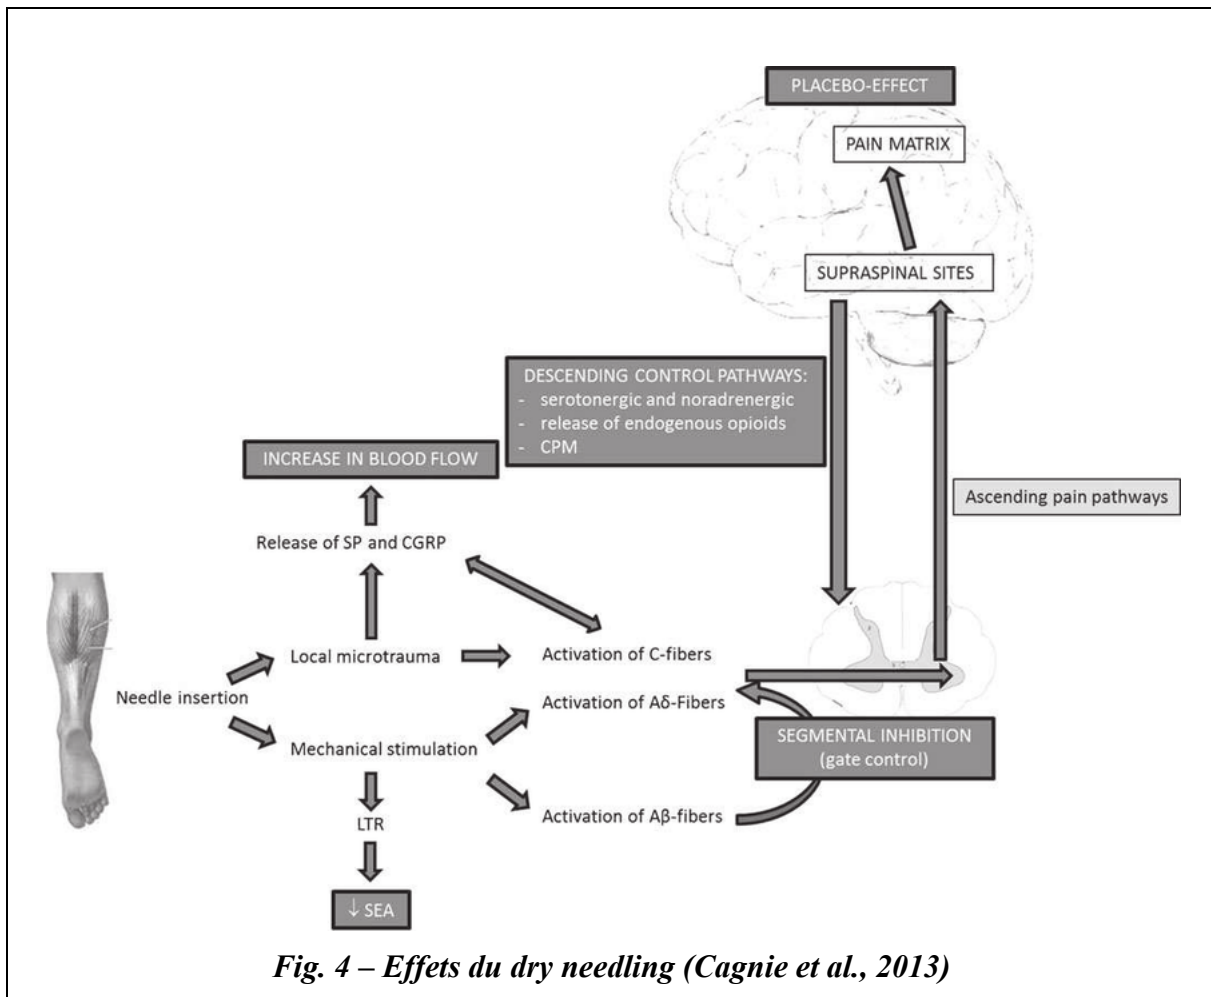 PLACEBO-EFFECT
PAIN MATRIX
SUPRASPINAL SITES
DESCENDING CONTROL PATHWAYS:
- serotonergic and noradrenergic
- release of endogenous opioids
- CPM
INCREASE IN BLOOD FLOW
Ascending pain pathways
Release of SP and CGRP
Local microtrauma
Activation of C-fibers
Needle insertion
Activation of Aδ-Fibers
Mechanical stimulation
SEGMENTAL INHIBITION
(gate control)
LTR
Activation of Aβ-fibers
↓ SEA
Fig. 4 – Effets du dry needling (Cagnie et al., 2013)